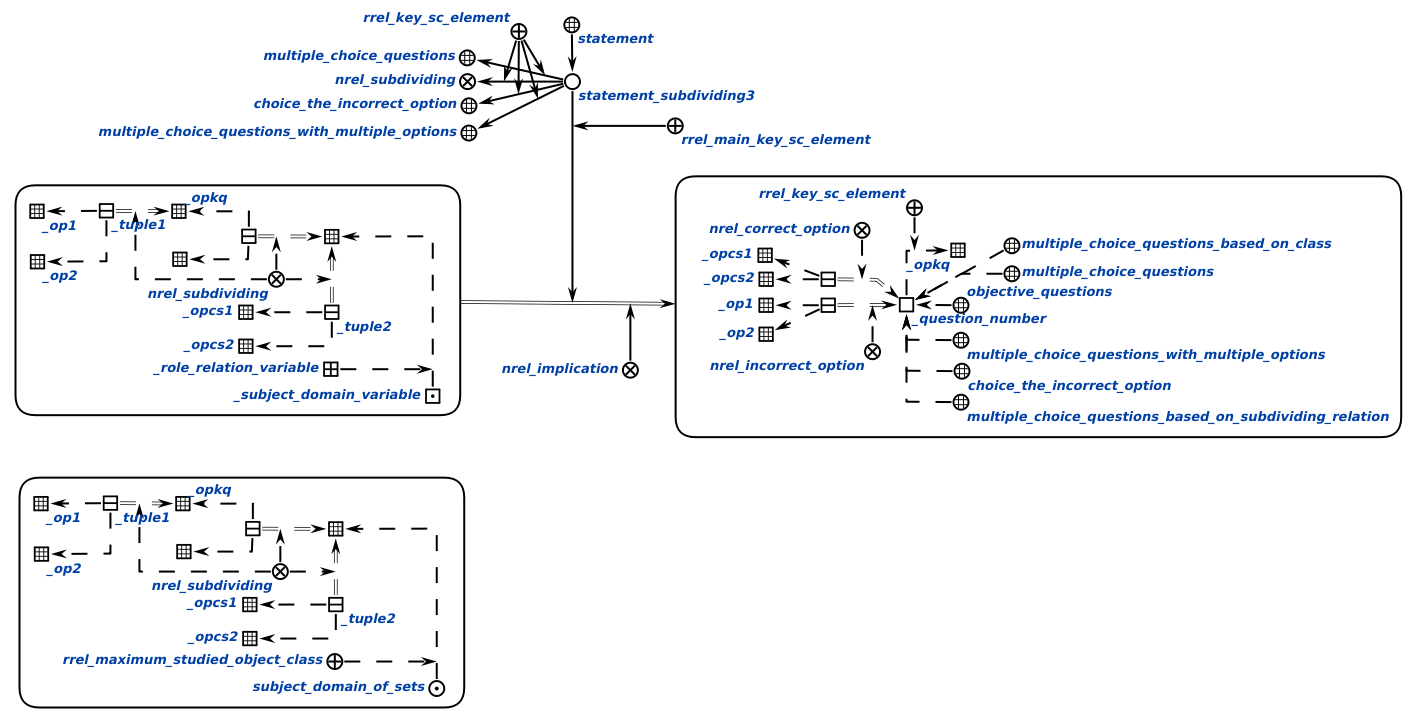 rrel_key_sc_element
statement
multiple_choice_questions
nrel_subdividing
choice_the_incorrect_option
statement_subdividing3
multiple_choice_questions_with_multiple_options
rrel_main_key_sc_element
_opkq
_op1
_tuple1
_op2
nrel_subdividing
_opcs1
_tuple2
_opcs2
_role_relation_variable
_subject_domain_variable
nrel_implication
rrel_key_sc_element
nrel_correct_option
multiple_choice_questions_based_on_class
_opcs1
_opkq
multiple_choice_questions
_opcs2
objective_questions
_op1
_question_number
_op2
multiple_choice_questions_with_multiple_options
nrel_incorrect_option
choice_the_incorrect_option
multiple_choice_questions_based_on_subdividing_relation
_opkq
_op1
_tuple1
_op2
nrel_subdividing
_opcs1
_tuple2
_opcs2
rrel_maximum_studied_object_class
subject_domain_of_sets